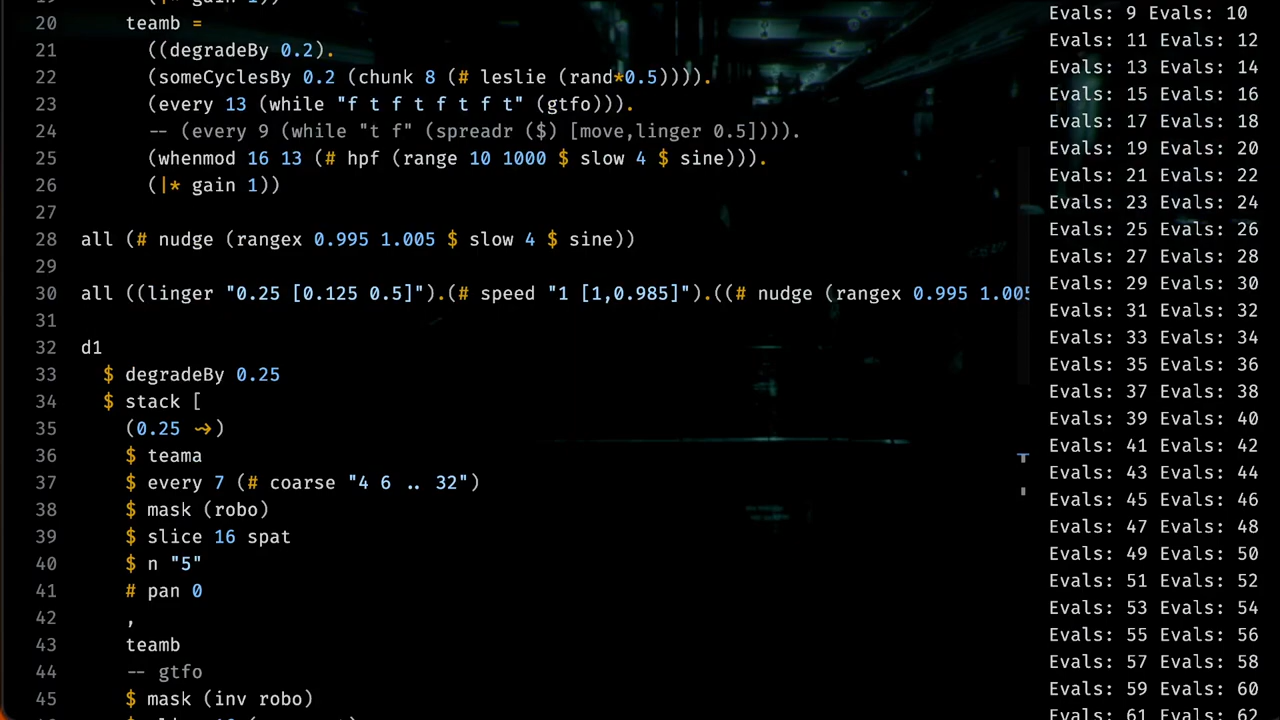 20 teamb =
21 ((degradeBy 0.2).
22 (someCyclesBy 0.2 (chunk 8 (# leslie (rand*0.5)))).
23 (every 13 (while "f t f t f t f t" (gtfo))).
24 -- (every 9 (while "t f" (spreadr ($) [move,linger 0.5]))).
25 (whenmod 16 13 (# hpf (range 10 1000 $ slow 4 $ sine))).
26 (|* gain 1))
27
28 all (# nudge (rangex 0.995 1.005 $ slow 4 $ sine))
29
30 all ((linger "0.25 [0.125 0.5]").(# speed "1 [1,0.985]").((# nudge (rangex 0.995 1.005
31
32 d1
33 $ degradeBy 0.25
34 $ stack [
35 (0.25 ~>)
36 $ teama
37 $ every 7 (# coarse "4 6 .. 32")
38 $ mask (robo)
39 $ slice 16 spat
40 $ n "5"
41 # pan 0
42 ,
43 teamb
44 -- gtfo
45 $ mask (inv robo)
Evals: 9 Evals: 10
Evals: 11 Evals: 12
Evals: 13 Evals: 14
Evals: 15 Evals: 16
Evals: 17 Evals: 18
Evals: 19 Evals: 20
Evals: 21 Evals: 22
Evals: 23 Evals: 24
Evals: 25 Evals: 26
Evals: 27 Evals: 28
Evals: 29 Evals: 30
Evals: 31 Evals: 32
Evals: 33 Evals: 34
Evals: 35 Evals: 36
Evals: 37 Evals: 38
Evals: 39 Evals: 40
Evals: 41 Evals: 42
Evals: 43 Evals: 44
Evals: 45 Evals: 46
Evals: 47 Evals: 48
Evals: 49 Evals: 50
Evals: 51 Evals: 52
Evals: 53 Evals: 54
Evals: 55 Evals: 56
Evals: 57 Evals: 58
Evals: 59 Evals: 60
Evals: 61 Evals: 62